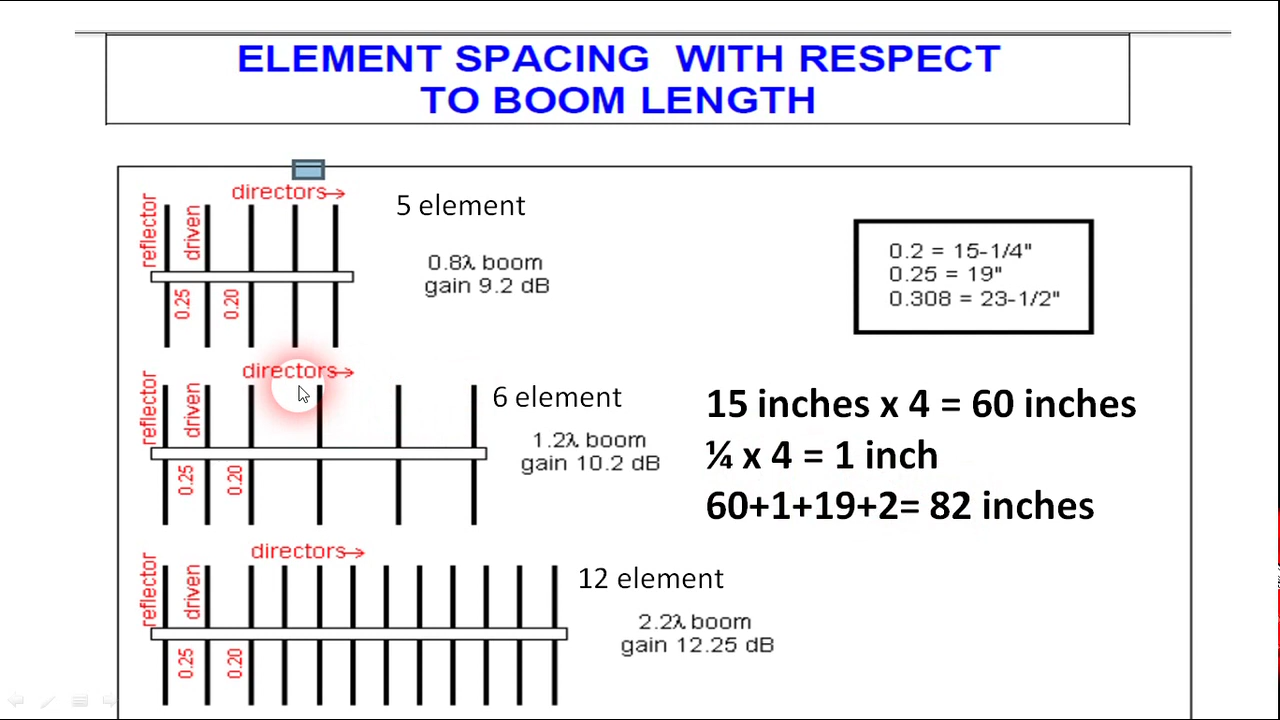 ELEMENT SPACING WITH RESPECT
TO BOOM LENGTH
directors→
reflector
driven
0.25
0.20
5 element
0.8λ boom
gain 9.2 dB
0.2 = 15-1/4"
0.25 = 19"
0.308 = 23-1/2"
directors→
reflector
driven
0.25
0.20
6 element
1.2λ boom
gain 10.2 dB
15 inches x 4 = 60 inches
¼ x 4 = 1 inch
60+1+19+2= 82 inches
directors→
reflector
driven
0.25
0.20
12 element
2.2λ boom
gain 12.25 dB